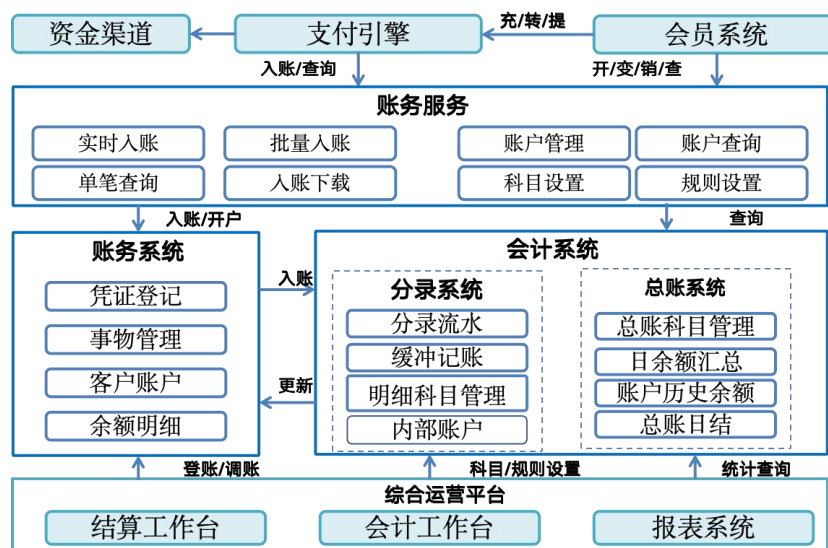 资金渠道
支付引擎
充/转/提
会员系统
入账/查询
开/变/销/查
账务服务
实时入账
批量入账
账户管理
账户查询
单笔查询
入账下载
科目设置
规则设置
入账/开户
查询
账务系统
会计系统
凭证登记
事物管理
客户账户
余额明细
入账
更新
分录系统
分录流水
缓冲记账
明细科目管理
内部账户
总账系统
总账科目管理
日余额汇总
账户历史余额
总账日结
登账/调账
科目/规则设置
统计查询
综合运营平台
结算工作台
会计工作台
报表系统